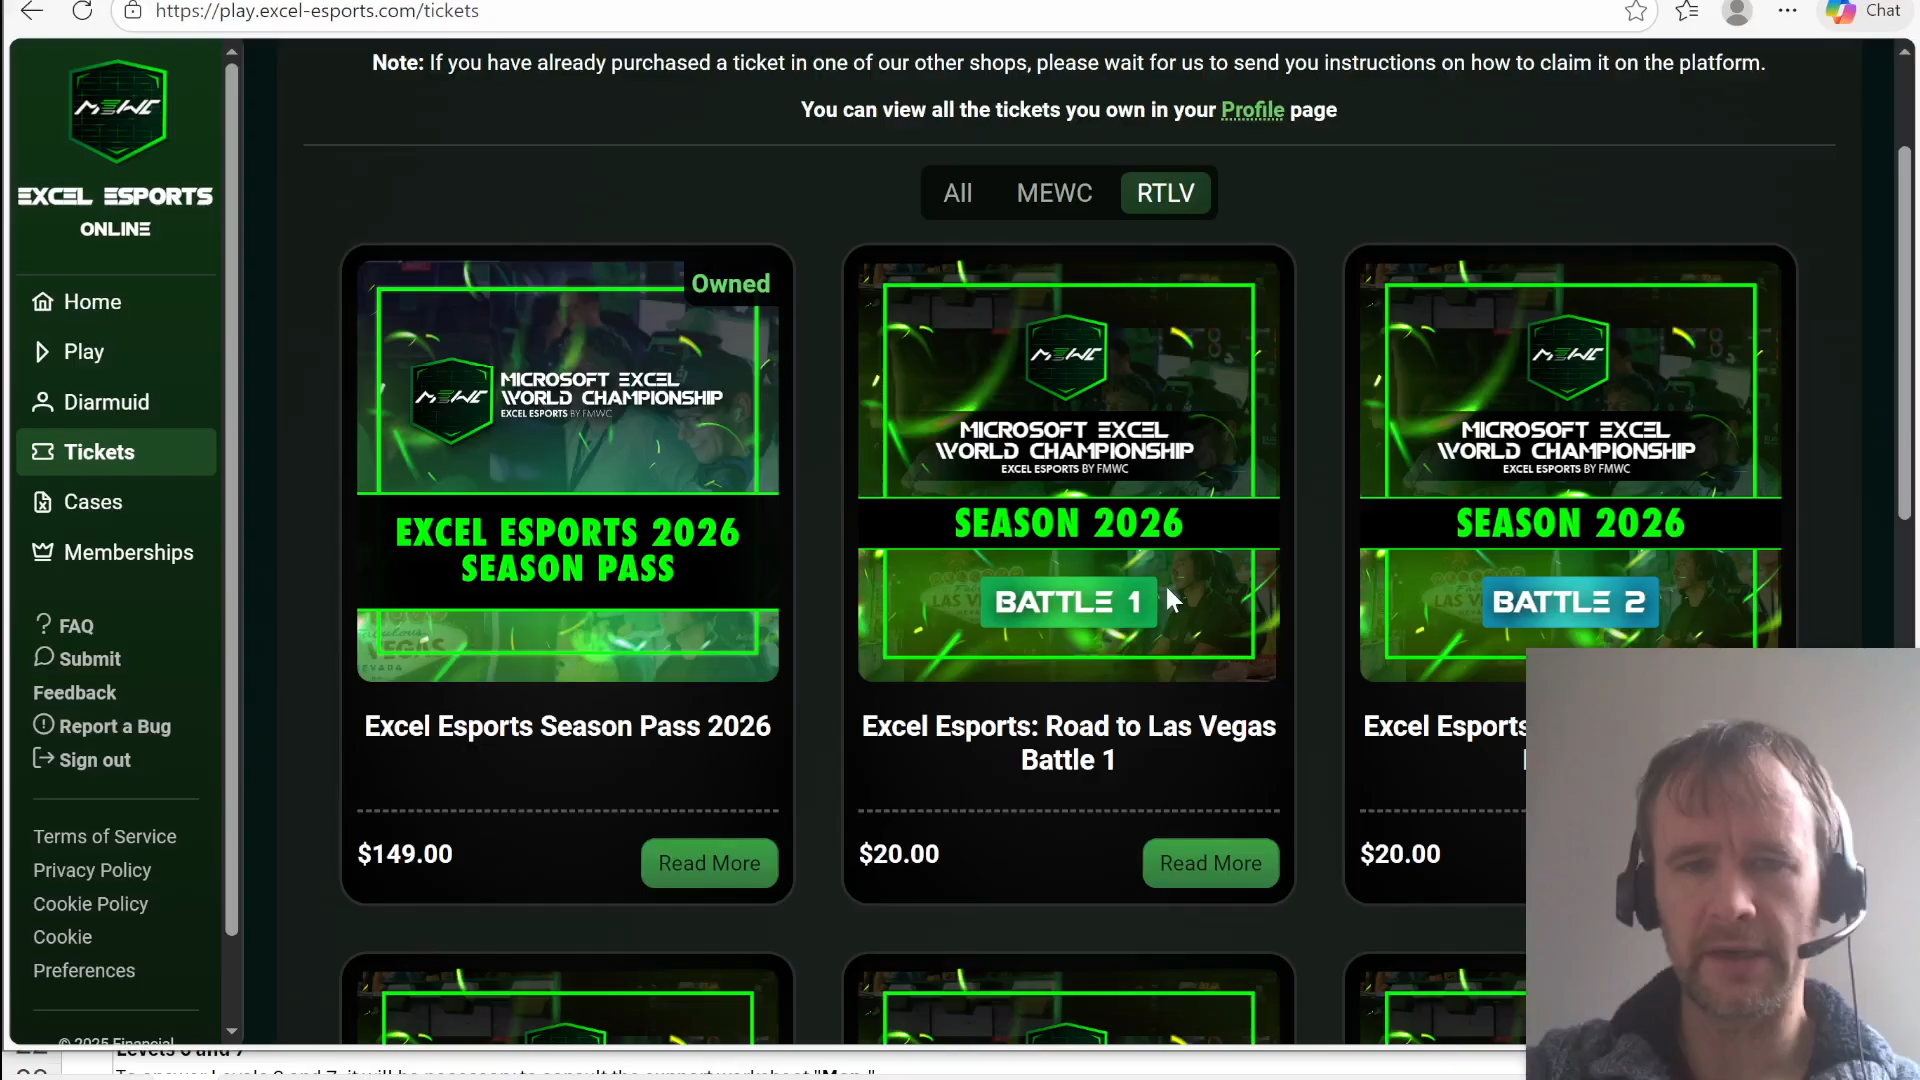 https://play.excel-esports.com/tickets
Chat
MEWC
EXCEL ESPORTS
ONLINE
Home
Play
Diarmuid
Tickets
Cases
Memberships
FAQ
Submit
Feedback
Report a Bug
Sign out
Terms of Service
Privacy Policy
Cookie Policy
Cookie
Preferences
© 2025 Financial
Note: If you have already purchased a ticket in one of our other shops, please wait for us to send you instructions on how to claim it on the platform.
You can view all the tickets you own in your Profile page
All MEWC RTLV
Owned
MEWC
MICROSOFT EXCEL
WORLD CHAMPIONSHIP
EXCEL ESPORTS BY FMWC
EXCEL ESPORTS 2026
SEASON PASS
Excel Esports Season Pass 2026
$149.00
Read More
MEWC
MICROSOFT EXCEL
WORLD CHAMPIONSHIP
EXCEL ESPORTS BY FMWC
SEASON 2026
BATTLE 1
Excel Esports: Road to Las Vegas
Battle 1
$20.00
Read More
MEWC
MICROSOFT EXCEL
WORLD CHAMPIONSHIP
EXCEL ESPORTS BY FMWC
SEASON 2026
BATTLE 2
Excel Esports
$20.00